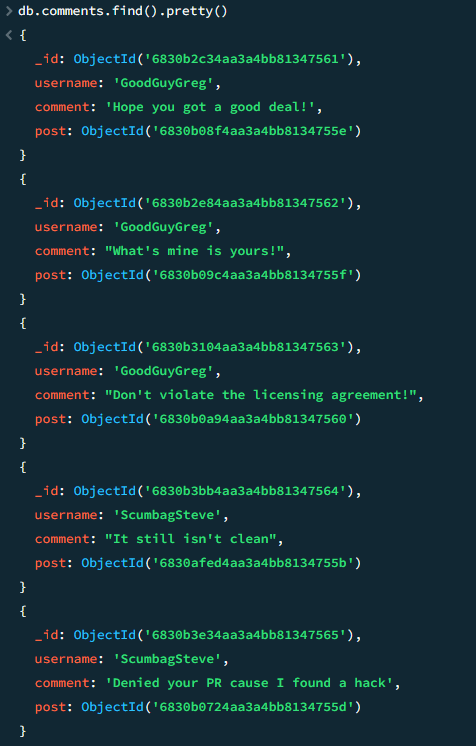 > db.comments.find().pretty()
< {
_id: ObjectId('6830b2c34aa3a4bb81347561'),
username: 'GoodGuyGreg',
comment: 'Hope you got a good deal!',
post: ObjectId('6830b08f4aa3a4bb8134755e')
}
{
_id: ObjectId('6830b2e84aa3a4bb81347562'),
username: 'GoodGuyGreg',
comment: "What's mine is yours!",
post: ObjectId('6830b09c4aa3a4bb8134755f')
}
{
_id: ObjectId('6830b3104aa3a4bb81347563'),
username: 'GoodGuyGreg',
comment: "Don't violate the licensing agreement!",
post: ObjectId('6830b0a94aa3a4bb81347560')
}
{
_id: ObjectId('6830b3bb4aa3a4bb81347564'),
username: 'ScumbagSteve',
comment: "It still isn't clean",
post: ObjectId('6830afed4aa3a4bb8134755b')
}
{
_id: ObjectId('6830b3e34aa3a4bb81347565'),
username: 'ScumbagSteve',
comment: 'Denied your PR cause I found a hack',
post: ObjectId('6830b0724aa3a4bb8134755d')
}